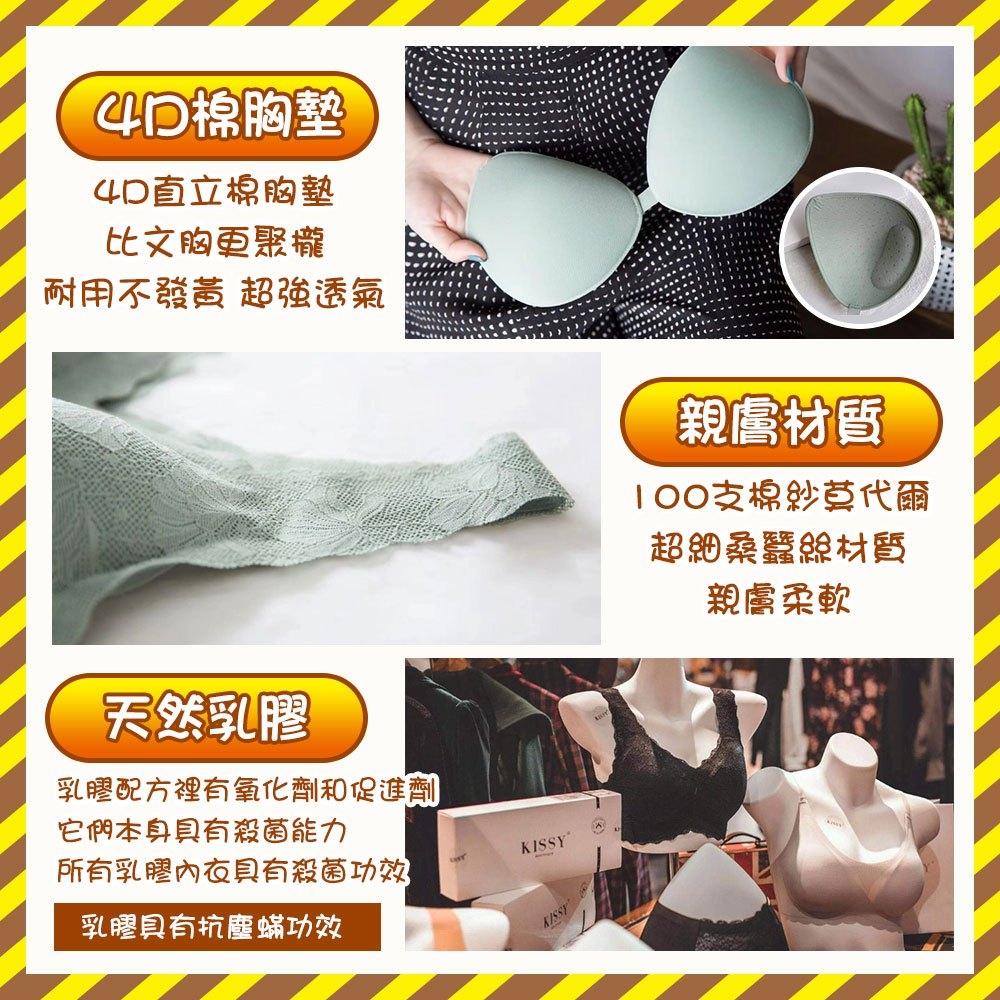 4D棉胸墊
4D直立棉胸墊
比文胸更聚攏
耐用不發黃 超強透氣
親膚材質
100支棉紗莫代爾
超細桑蠶絲材質
親膚柔軟
天然乳膠
乳膠配方裡有氧化劑和促進劑
它們本身具有殺菌能力
所有乳膠內衣具有殺菌功效
乳膠具有抗塵蟎功效
KISSY
KISSY